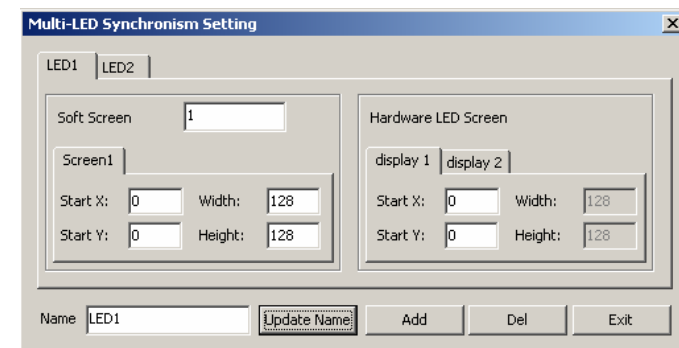 Multi-LED Synchronism Setting
LED1 LED2
Soft Screen 1
Screen1
Start X: 0 Width: 128
Start Y: 0 Height: 128
Hardware LED Screen
display 1 display 2
Start X: 0 Width: 128
Start Y: 0 Height: 128
Name LED1 Update Name Add Del Exit